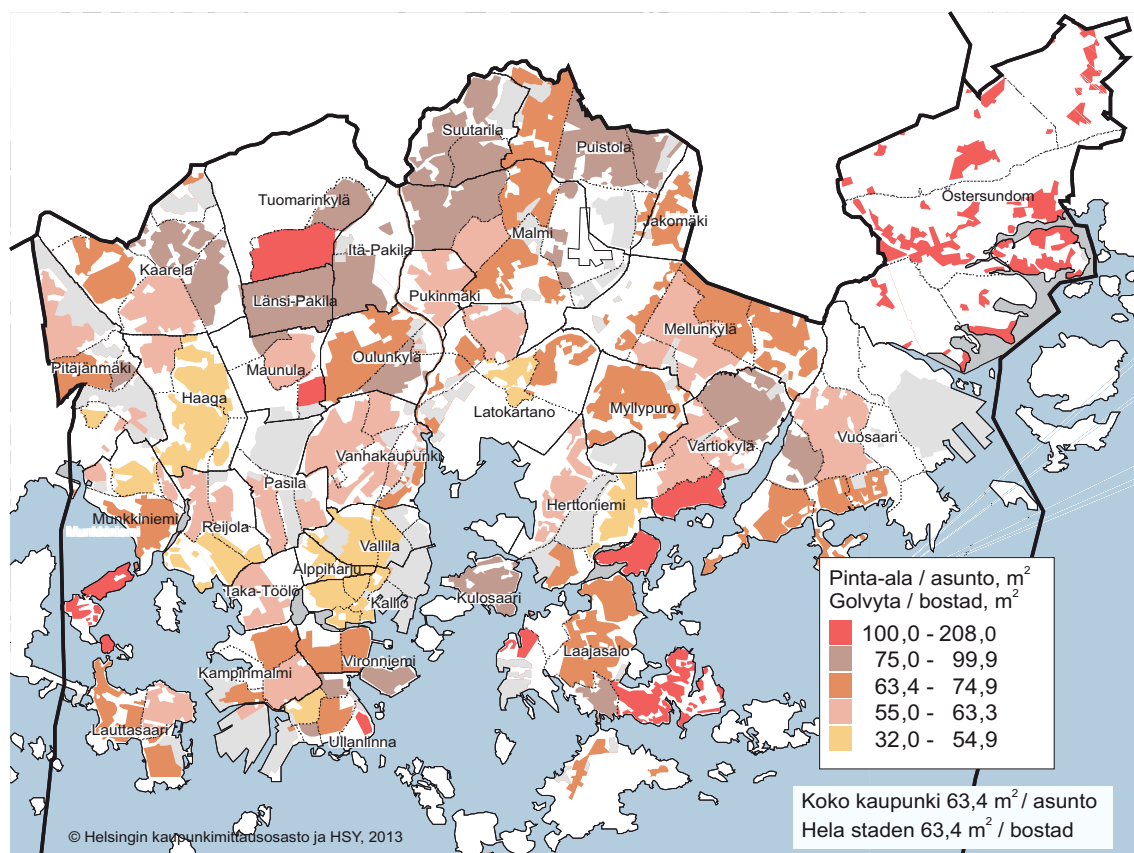 Suutarila
Puistola
Östersundom
Tuomarinkylä
Jakomäki
Malmi
Itä-Pakila
Kaarela
Länsi-Pakila
Pukinmäki
Mellunkylä
Oulunkylä
Pitäjänmäki
Maunula
Haaga
Latokartano
Myllypuro
Vartiokylä
Vuosaari
Vanhakaupunki
Pasila
Herttoniemi
Munkkiniemi
Reijola
Vallila
Alppiharju
Taka-Töölö
Kallio
Kulosaari
Vironniemi
Laajasalo
Kampinmalmi
Lauttasaari
Ullanlinna
Pinta-ala / asunto, m²
Golvyta / bostad, m²
100,0 - 208,0
75,0 - 99,9
63,4 - 74,9
55,0 - 63,3
32,0 - 54,9
Koko kaupunki 63,4 m² / asunto
Hela staden 63,4 m² / bostad
© Helsingin kaupunkimittausosasto ja HSY, 2013